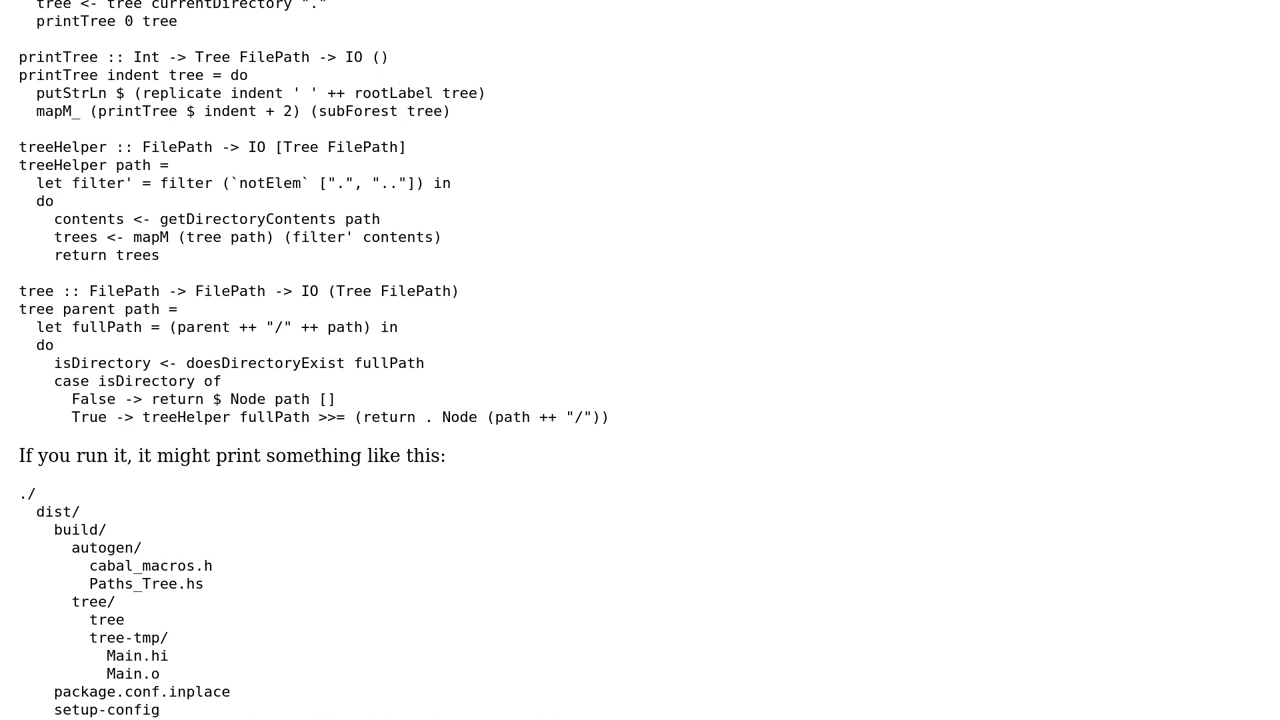 tree <- tree currentDirectory "."
  printTree 0 tree

printTree :: Int -> Tree FilePath -> IO ()
printTree indent tree = do
  putStrLn $ (replicate indent ' ' ++ rootLabel tree)
  mapM_ (printTree $ indent + 2) (subForest tree)

treeHelper :: FilePath -> IO [Tree FilePath]
treeHelper path =
  let filter' = filter (`notElem` [".", ".."]) in
  do
    contents <- getDirectoryContents path
    trees <- mapM (tree path) (filter' contents)
    return trees

tree :: FilePath -> FilePath -> IO (Tree FilePath)
tree parent path =
  let fullPath = (parent ++ "/" ++ path) in
  do
    isDirectory <- doesDirectoryExist fullPath
    case isDirectory of
      False -> return $ Node path []
      True -> treeHelper fullPath >>= (return . Node (path ++ "/"))

If you run it, it might print something like this:

./
  dist/
    build/
      autogen/
        cabal_macros.h
        Paths_Tree.hs
      tree/
        tree
        tree-tmp/
          Main.hi
          Main.o
    package.conf.inplace
    setup-config